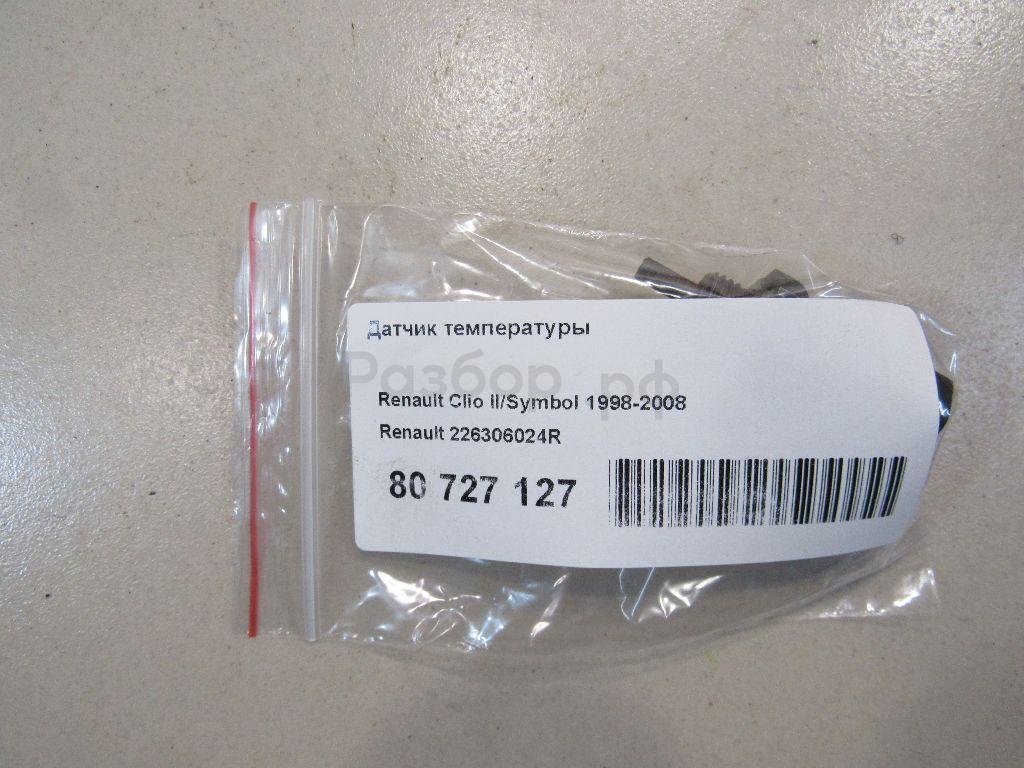 Датчик температуры
Разбор.рф
Renault Clio II/Symbol 1998-2008
Renault 226306024R
80 727 127